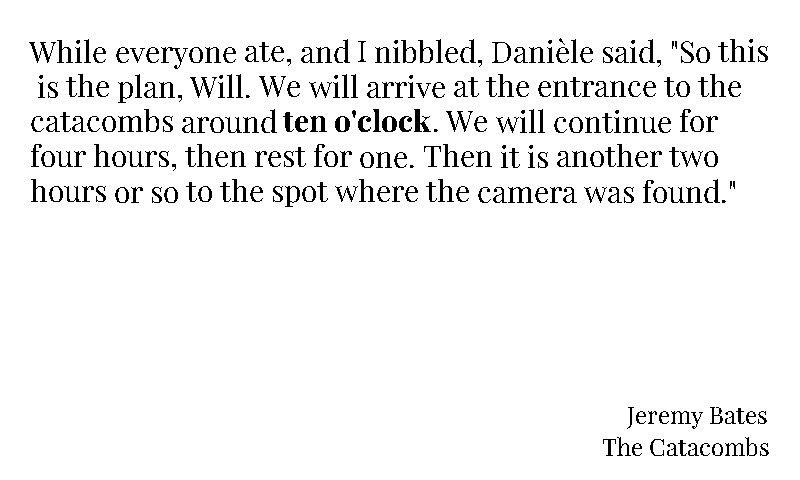 While everyone ate, and I nibbled, Danièle said, "So this
is the plan, Will. We will arrive at the entrance to the
catacombs around ten o'clock. We will continue for
four hours, then rest for one. Then it is another two
hours or so to the spot where the camera was found."
Jeremy Bates
The Catacombs